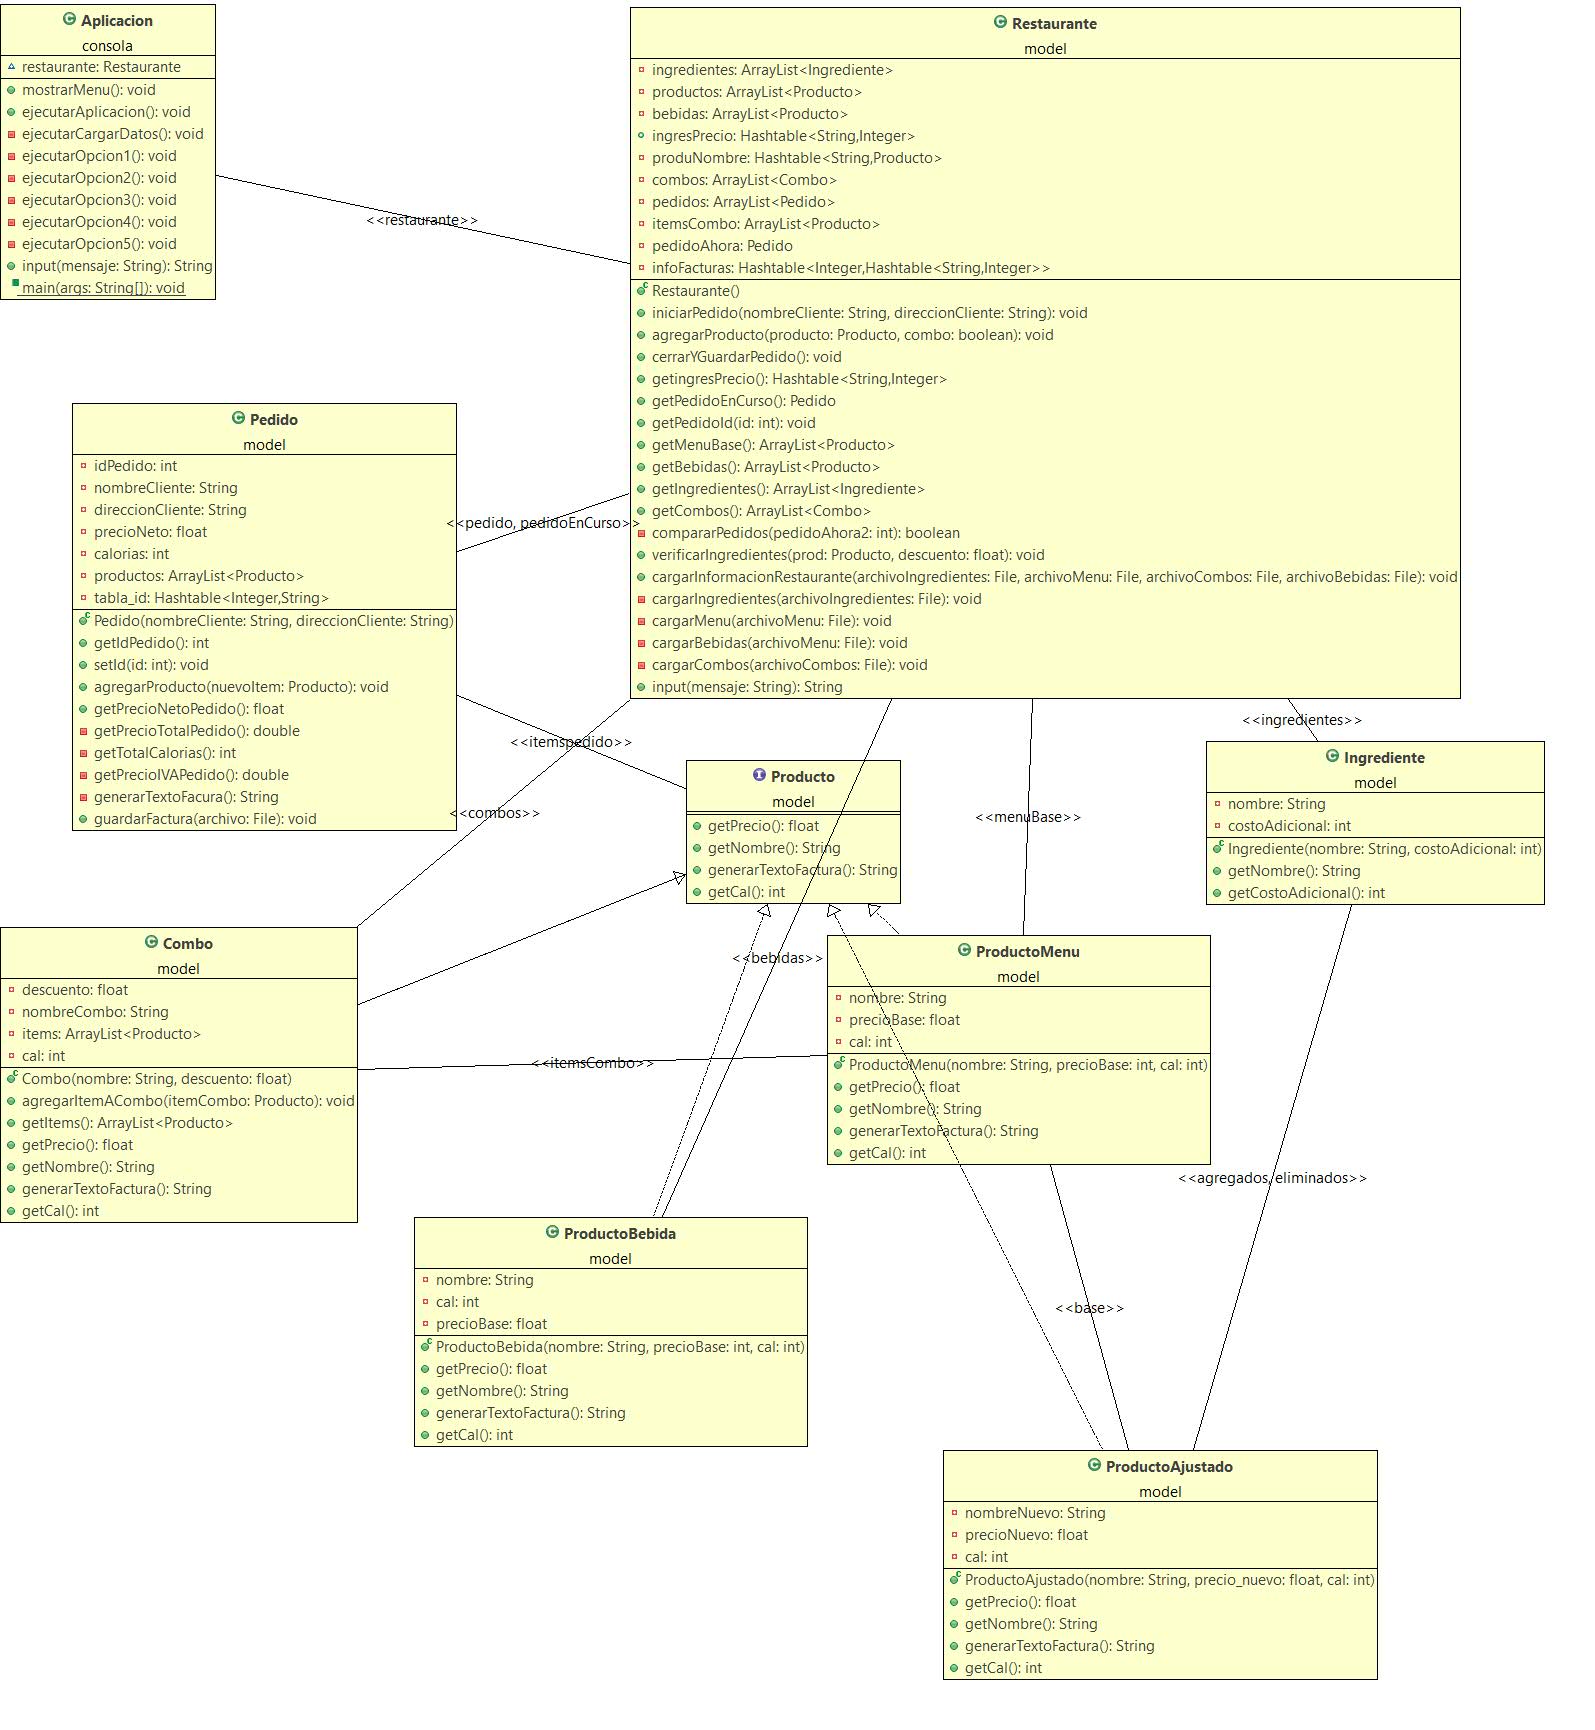 Aplicacion
consola
restaurante: Restaurante
mostrarMenu(): void
ejecutarAplicacion(): void
ejecutarCargarDatos(): void
ejecutarOpcion1(): void
ejecutarOpcion2(): void
ejecutarOpcion3(): void
ejecutarOpcion4(): void
ejecutarOpcion5(): void
input(mensaje: String): String
main(args: String[]): void
<<restaurante>>
Restaurante
model
ingredientes: ArrayList<Ingrediente>
productos: ArrayList<Producto>
bebidas: ArrayList<Producto>
ingresPrecio: Hashtable<String,Integer>
produNombre: Hashtable<String,Producto>
combos: ArrayList<Combo>
pedidos: ArrayList<Pedido>
itemsCombo: ArrayList<Producto>
pedidoAhora: Pedido
infoFacturas: Hashtable<Integer,Hashtable<String,Integer>>
Restaurante()
iniciarPedido(nombreCliente: String, direccionCliente: String): void
agregarProducto(producto: Producto, combo: boolean): void
cerrarYGuardarPedido(): void
getingresPrecio(): Hashtable<String,Integer>
getPedidoEnCurso(): Pedido
getPedidoId(id: int): void
getMenuBase(): ArrayList<Producto>
getBebidas(): ArrayList<Producto>
getIngredientes(): ArrayList<Ingrediente>
getCombos(): ArrayList<Combo>
compararPedidos(pedidoAhora2: int): boolean
verificarIngredientes(prod: Producto, descuento: float): void
cargarInformacionRestaurante(archivoIngredientes: File, archivoMenu: File, archivoCombos: File, archivoBebidas: File): void
cargarIngredientes(archivoIngredientes: File): void
cargarMenu(archivoMenu: File): void
cargarBebidas(archivoMenu: File): void
cargarCombos(archivoCombos: File): void
input(mensaje: String): String
Pedido
model
idPedido: int
nombreCliente: String
direccionCliente: String
precioNeto: float
calorias: int
productos: ArrayList<Producto>
tabla_id: Hashtable<Integer,String>
Pedido(nombreCliente: String, direccionCliente: String)
getIdPedido(): int
setId(id: int): void
agregarProducto(nuevoItem: Producto): void
getPrecioNetoPedido(): float
getPrecioTotalPedido(): double
getTotalCalorias(): int
getPrecioIVAPedido(): double
generarTextoFacura(): String
guardarFactura(archivo: File): void
<<pedido, pedidoEnCurso>>
<<itemspedido>>
<<combos>>
<<menuBase>>
<<ingredientes>>
Producto
model
getPrecio(): float
getNombre(): String
generarTextoFactura(): String
getCal(): int
Ingrediente
model
nombre: String
costoAdicional: int
Ingrediente(nombre: String, costoAdicional: int)
getNombre(): String
getCostoAdicional(): int
Combo
model
descuento: float
nombreCombo: String
items: ArrayList<Producto>
cal: int
Combo(nombre: String, descuento: float)
agregarItemACombo(itemCombo: Producto): void
getItems(): ArrayList<Producto>
getPrecio(): float
getNombre(): String
generarTextoFactura(): String
getCal(): int
<<bebidas>>
<<itemsCombo>>
ProductoMenu
model
nombre: String
precioBase: float
cal: int
ProductoMenu(nombre: String, precioBase: int, cal: int)
getPrecio(): float
getNombre(): String
generarTextoFactura(): String
getCal(): int
<<agregados, eliminados>>
ProductoBebida
model
nombre: String
cal: int
precioBase: float
ProductoBebida(nombre: String, precioBase: int, cal: int)
getPrecio(): float
getNombre(): String
generarTextoFactura(): String
getCal(): int
<<base>>
ProductoAjustado
model
nombreNuevo: String
precioNuevo: float
cal: int
ProductoAjustado(nombre: String, precio_nuevo: float, cal: int)
getPrecio(): float
getNombre(): String
generarTextoFactura(): String
getCal(): int